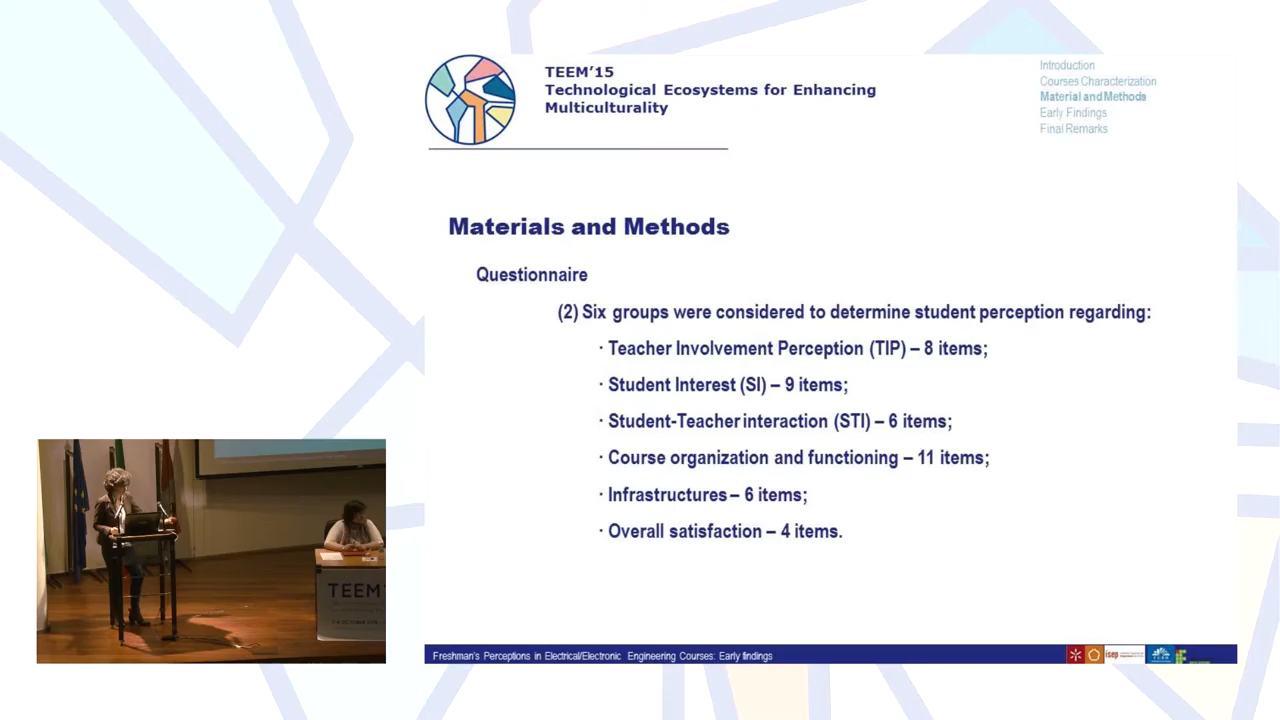 TEEM’15
Technological Ecosystems for Enhancing
Multiculturality
Introduction
Courses Characterization
Material and Methods
Early Findings
Final Remarks
Materials and Methods
Questionnaire
(2) Six groups were considered to determine student perception regarding:
· Teacher Involvement Perception (TIP) – 8 items;
· Student Interest (SI) – 9 items;
· Student-Teacher interaction (STI) – 6 items;
· Course organization and functioning – 11 items;
· Infrastructures – 6 items;
· Overall satisfaction – 4 items.
TEEM'
Freshman's Perceptions in Electrical/Electronic Engineering Courses: Early findings
isep